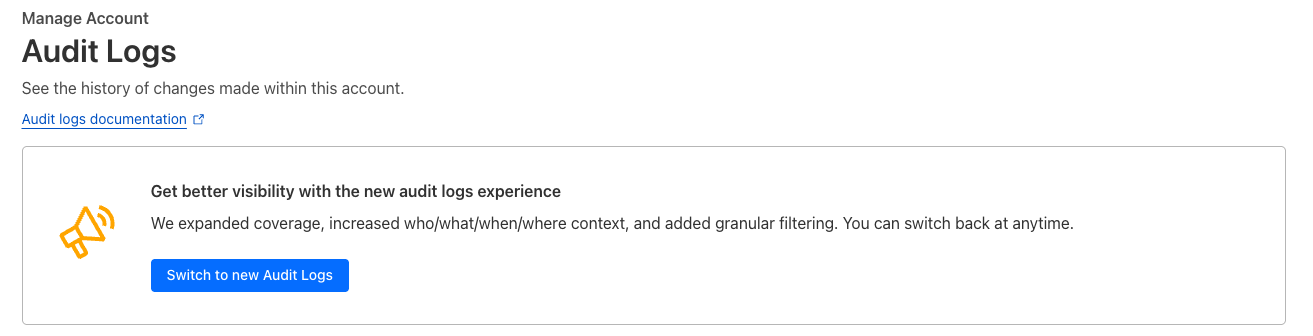 Manage Account
Audit Logs
See the history of changes made within this account.
Audit logs documentation
Get better visibility with the new audit logs experience
We expanded coverage, increased who/what/when/where context, and added granular filtering. You can switch back at anytime.
Switch to new Audit Logs